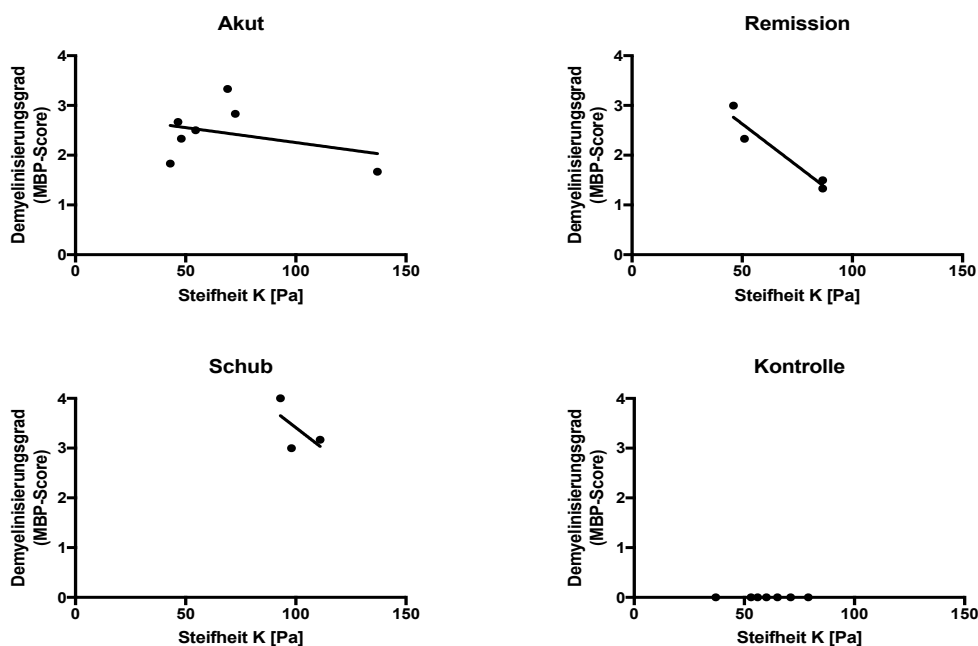 Akut
Demyelinisierungsgrad
(MBP-Score)
4
3
2
1
0
0 50 100 150
Steifheit K [Pa]
Remission
Demyelinisierungsgrad
(MBP-Score)
4
3
2
1
0
0 50 100 150
Steifheit K [Pa]
Schub
Demyelinisierungsgrad
(MBP-Score)
4
3
2
1
0
0 50 100 150
Steifheit K [Pa]
Kontrolle
Demyelinisierungsgrad
(MBP-Score)
4
3
2
1
0
0 50 100 150
Steifheit K [Pa]